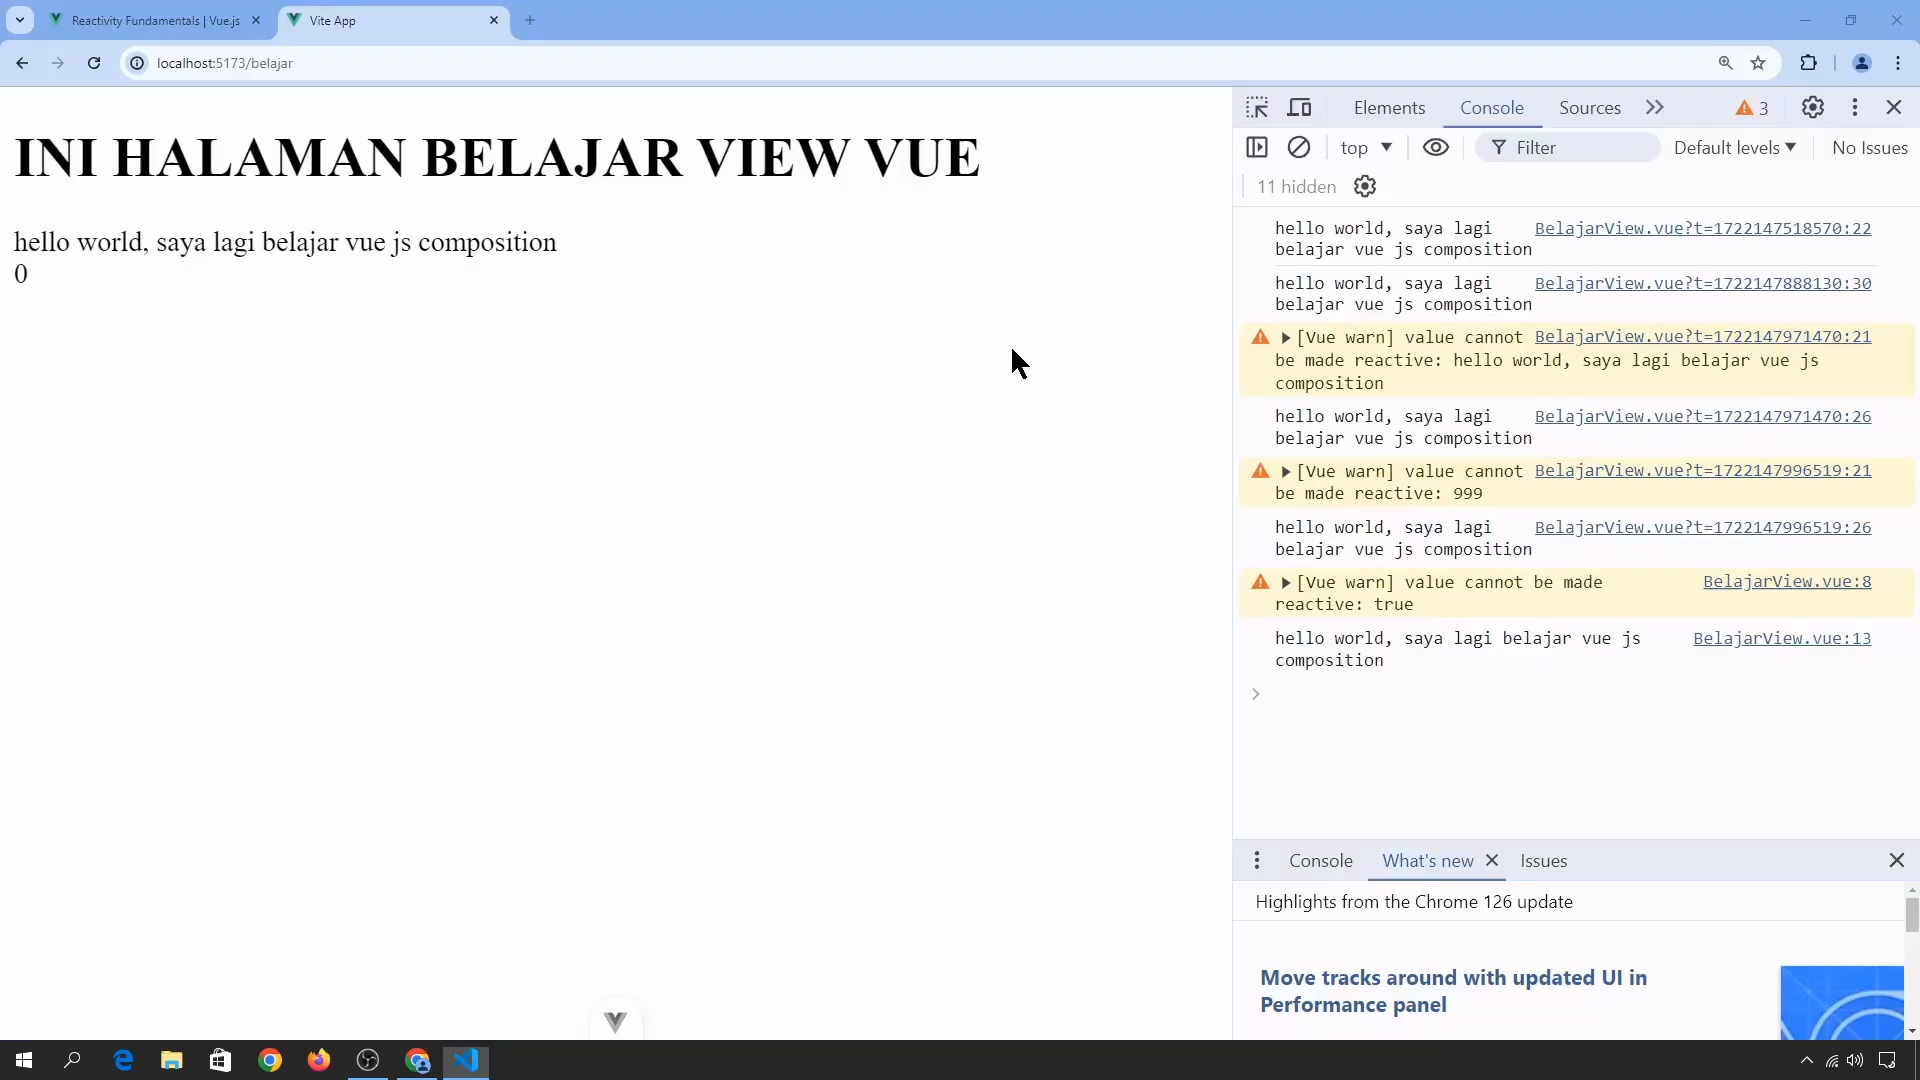 Reactivity Fundamentals | Vue.js
Vite App
localhost:5173/belajar
Elements
Console
Sources
3
top
Filter
Default levels
No Issues
11 hidden
INI HALAMAN BELAJAR VIEW VUE
hello world, saya lagi belajar vue js composition
0
hello world, saya lagi BelajarView.vue?t=1722147518570:22
belajar vue js composition
hello world, saya lagi BelajarView.vue?t=1722147888130:30
belajar vue js composition
[Vue warn] value cannot BelajarView.vue?t=1722147971470:21
be made reactive: hello world, saya lagi belajar vue js
composition
hello world, saya lagi BelajarView.vue?t=1722147971470:26
belajar vue js composition
[Vue warn] value cannot BelajarView.vue?t=1722147996519:21
be made reactive: 999
hello world, saya lagi BelajarView.vue?t=1722147996519:26
belajar vue js composition
[Vue warn] value cannot be made BelajarView.vue:8
reactive: true
hello world, saya lagi belajar vue js BelajarView.vue:13
composition
Console
What's new
Issues
Highlights from the Chrome 126 update
Move tracks around with updated UI in
Performance panel